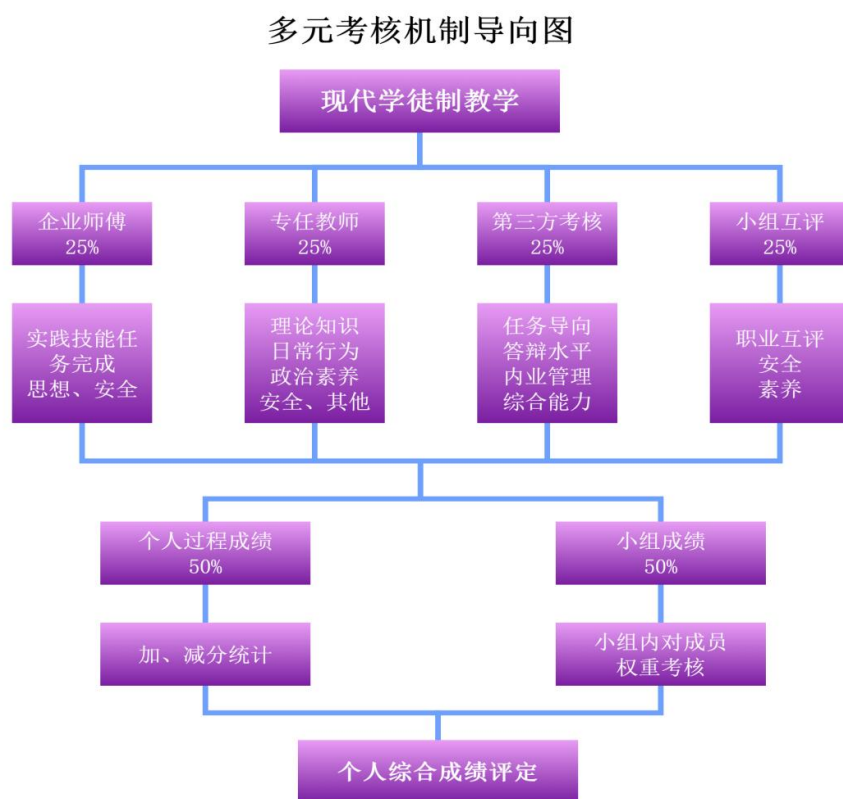 多元考核机制导向图
现代学徒制教学
企业师傅
25%
专任教师
25%
第三方考核
25%
小组互评
25%
实践技能任
务完成
思想、安全
理论知识
日常行为
政治素养
安全、其他
任务导向
答辩水平
内业管理
综合能力
职业互评
安全
素养
个人过程成绩
50%
小组成绩
50%
加、减分统计
小组内对成员
权重考核
个人综合成绩评定